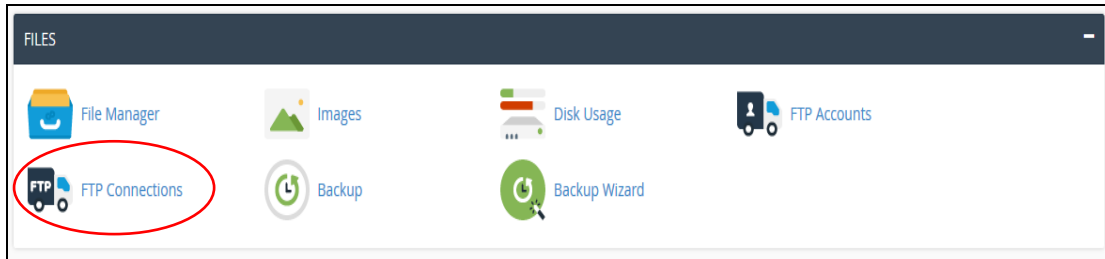 FILES
File Manager
Images
Disk Usage
FTP Accounts
FTP
FTP Connections
Backup
Backup Wizard